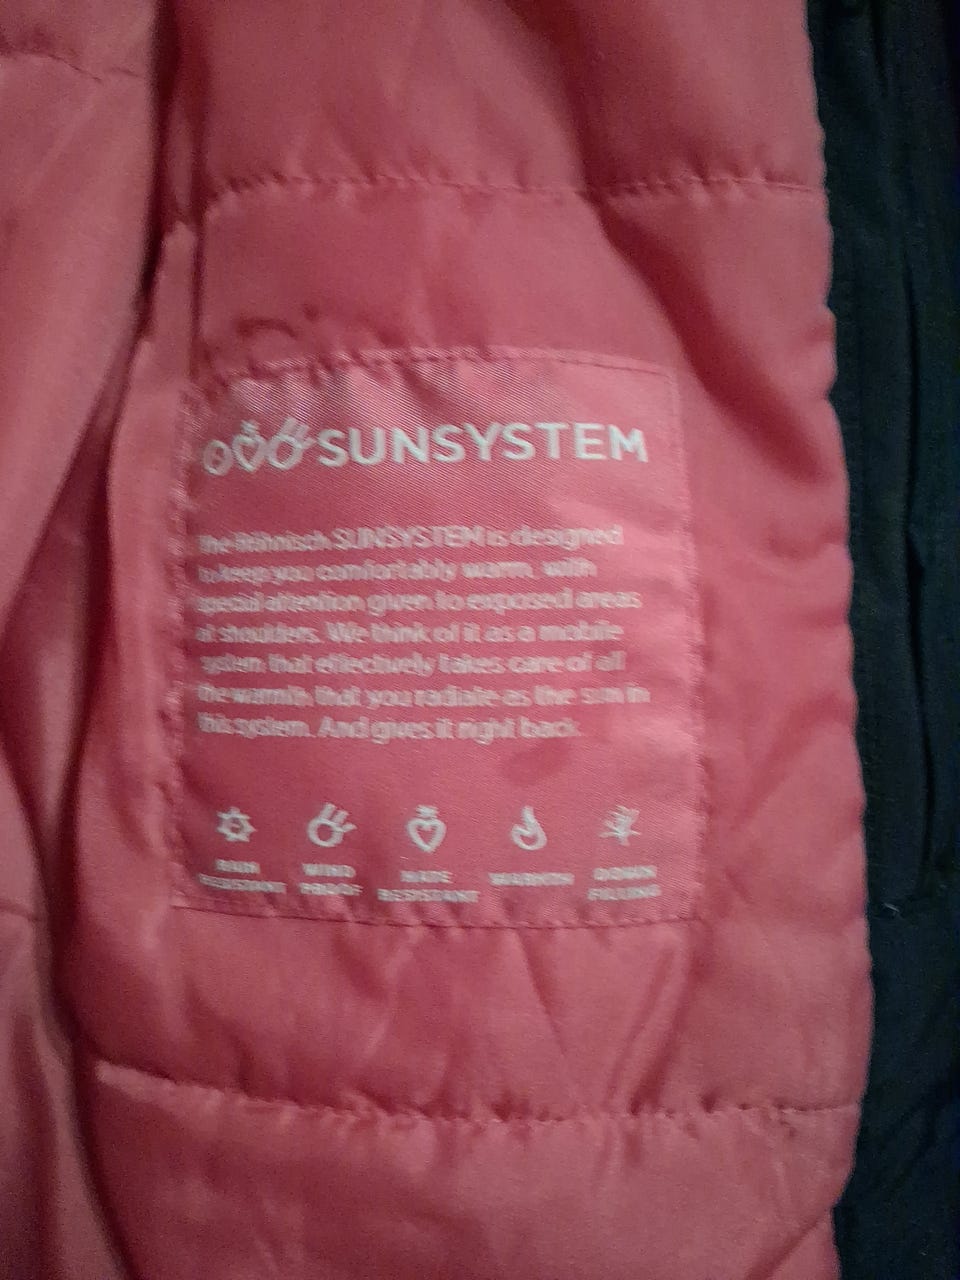 SUNSYSTEM
The Röhnisch SUNSYSTEM is designed
to keep you comfortably warm, with
special attention given to exposed areas
at shoulders. We think of it as a mobile
system that effectively takes care of all
the warmth that you radiate as the sun in
this system. And gives it right back.
WIND
PROOF
RESISTANT
RESISTANT
WARMTH
DOWN
FILLING